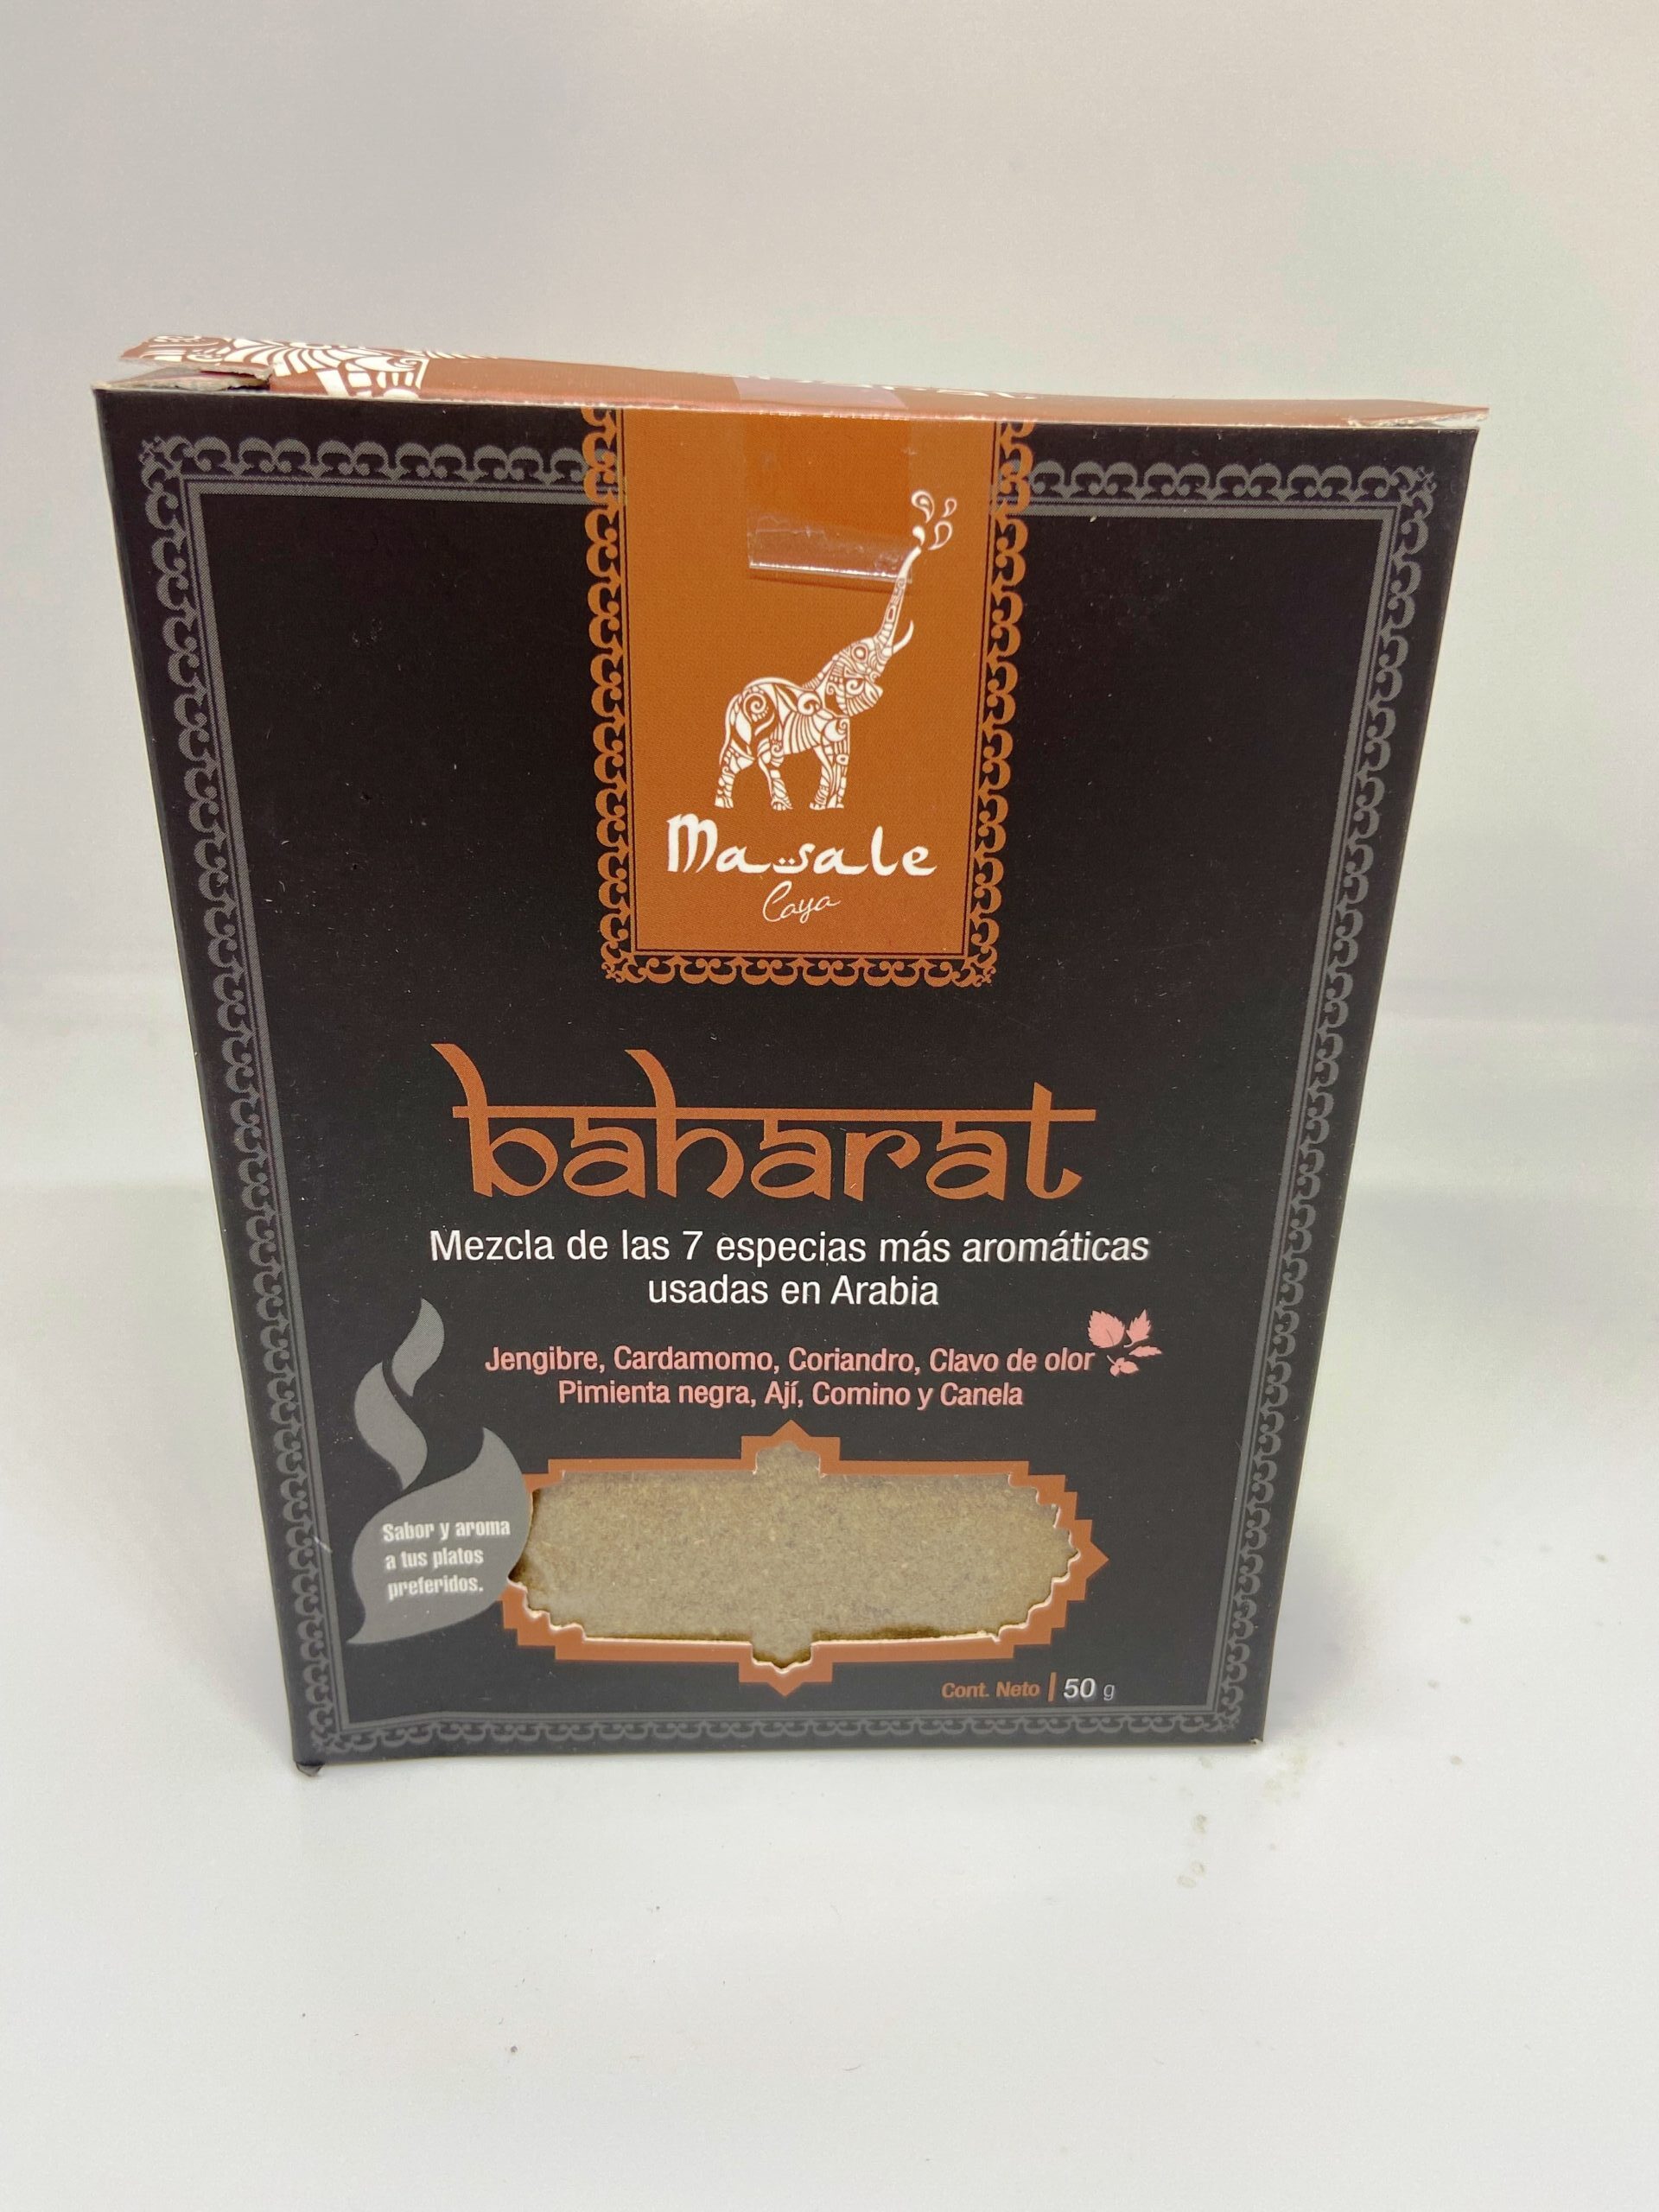 Masale
Caya
baharat
Mezcla de las 7 especias más aromáticas
usadas en Arabia
Jengibre, Cardamomo, Coriandro, Clavo de olor
Pimienta negra, Ají, Comino y Canela
Sabor y aroma
a tus platos
preferidos.
Cont. Neto | 50 g